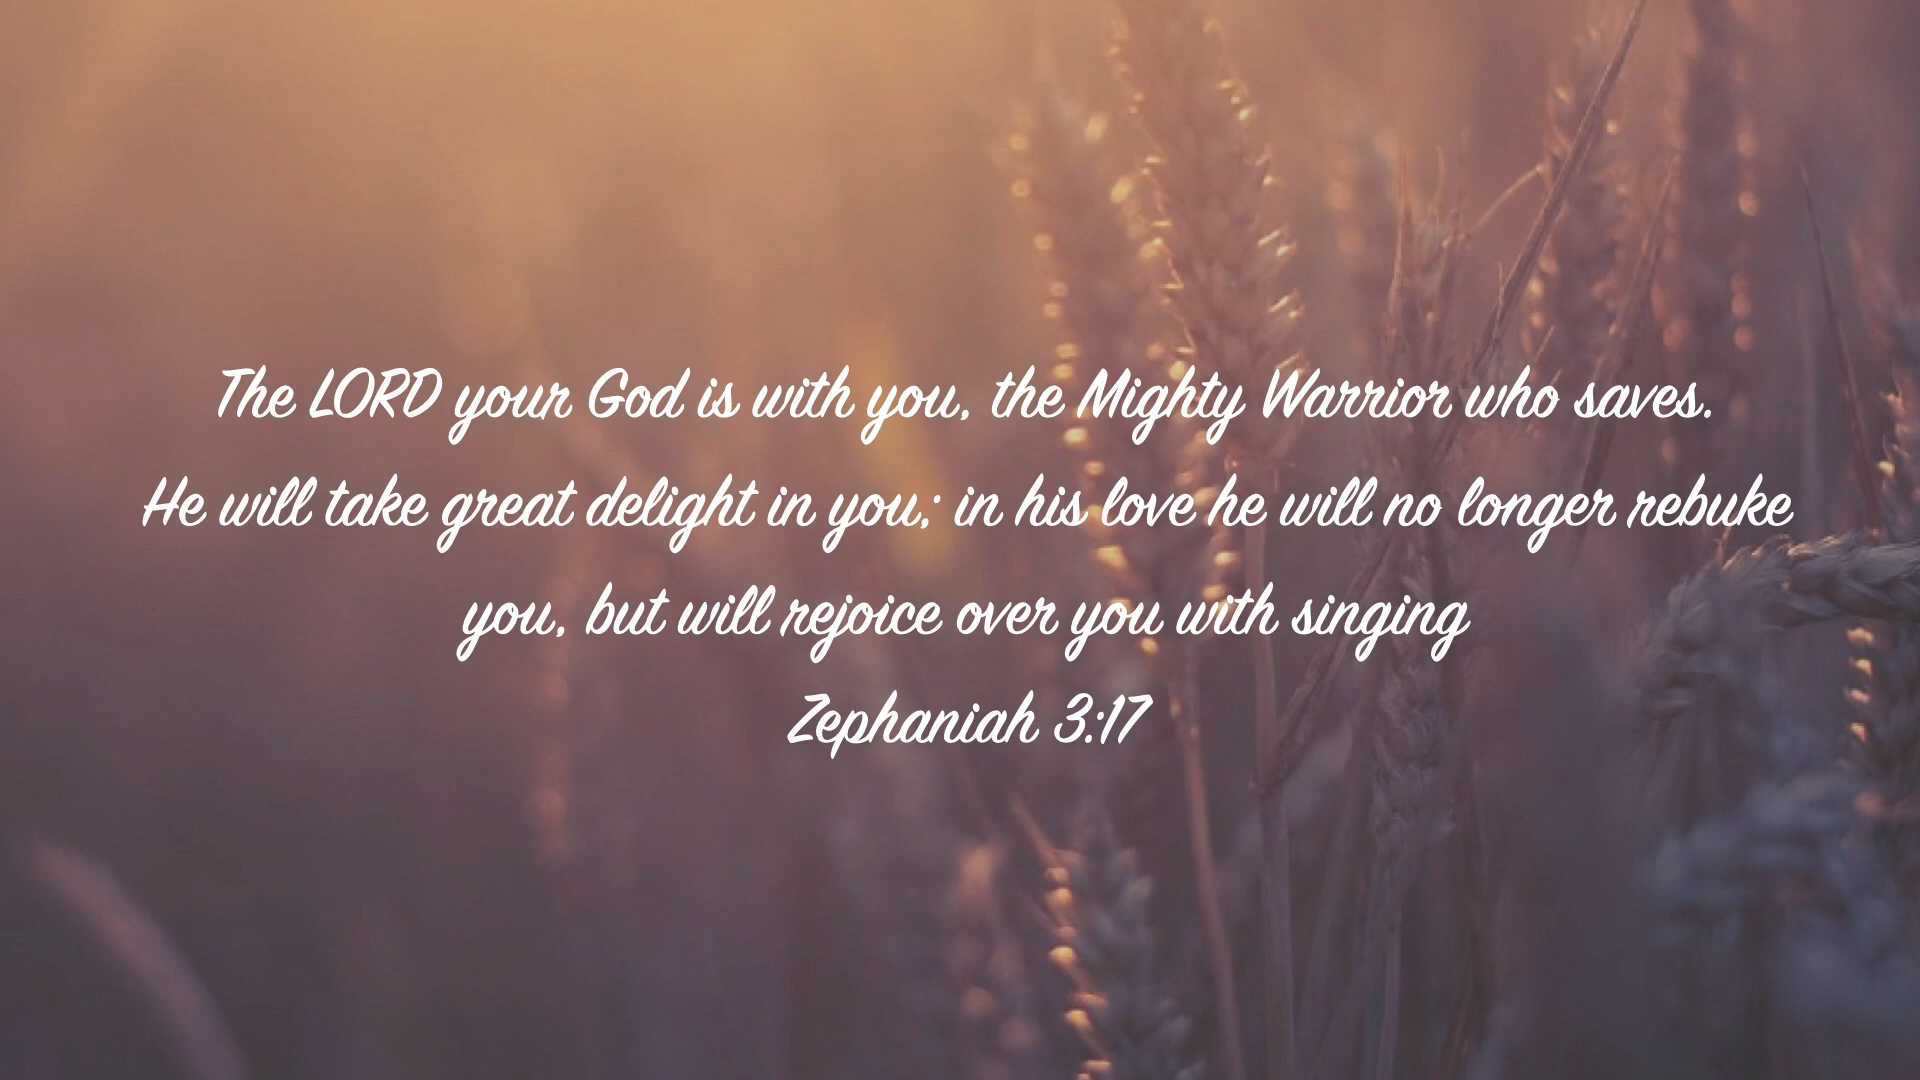 The LORD your God is with you, the Mighty Warrior who saves.
He will take great delight in you; in his love he will no longer rebuke
you, but will rejoice over you with singing
Zephaniah 3:17